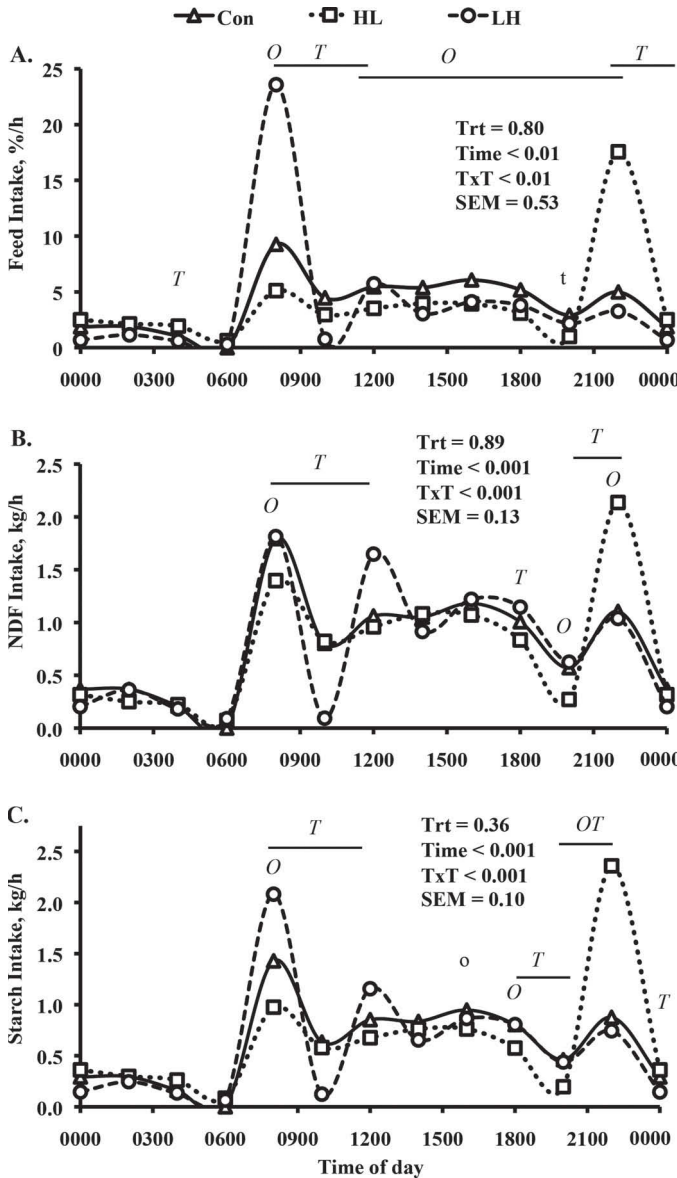 Con HL LH
A. O T O T
25
20
15
10
5
0
Feed Intake, %/h
Trt = 0.80
Time < 0.01
TxT < 0.01
SEM = 0.53
T t
0000 0300 0600 0900 1200 1500 1800 2100 0000
B.
2.5
2.0
1.5
1.0
0.5
0.0
NDF Intake, kg/h
T T
O O
Trt = 0.89
Time < 0.001
TxT < 0.001
SEM = 0.13
T
O
0000 0300 0600 0900 1200 1500 1800 2100 0000
C.
2.5
2.0
1.5
1.0
0.5
0.0
Starch Intake, kg/h
T OT
O
Trt = 0.36
Time < 0.001
TxT < 0.001
SEM = 0.10
o T
O T
0000 0300 0600 0900 1200 1500 1800 2100 0000
Time of day